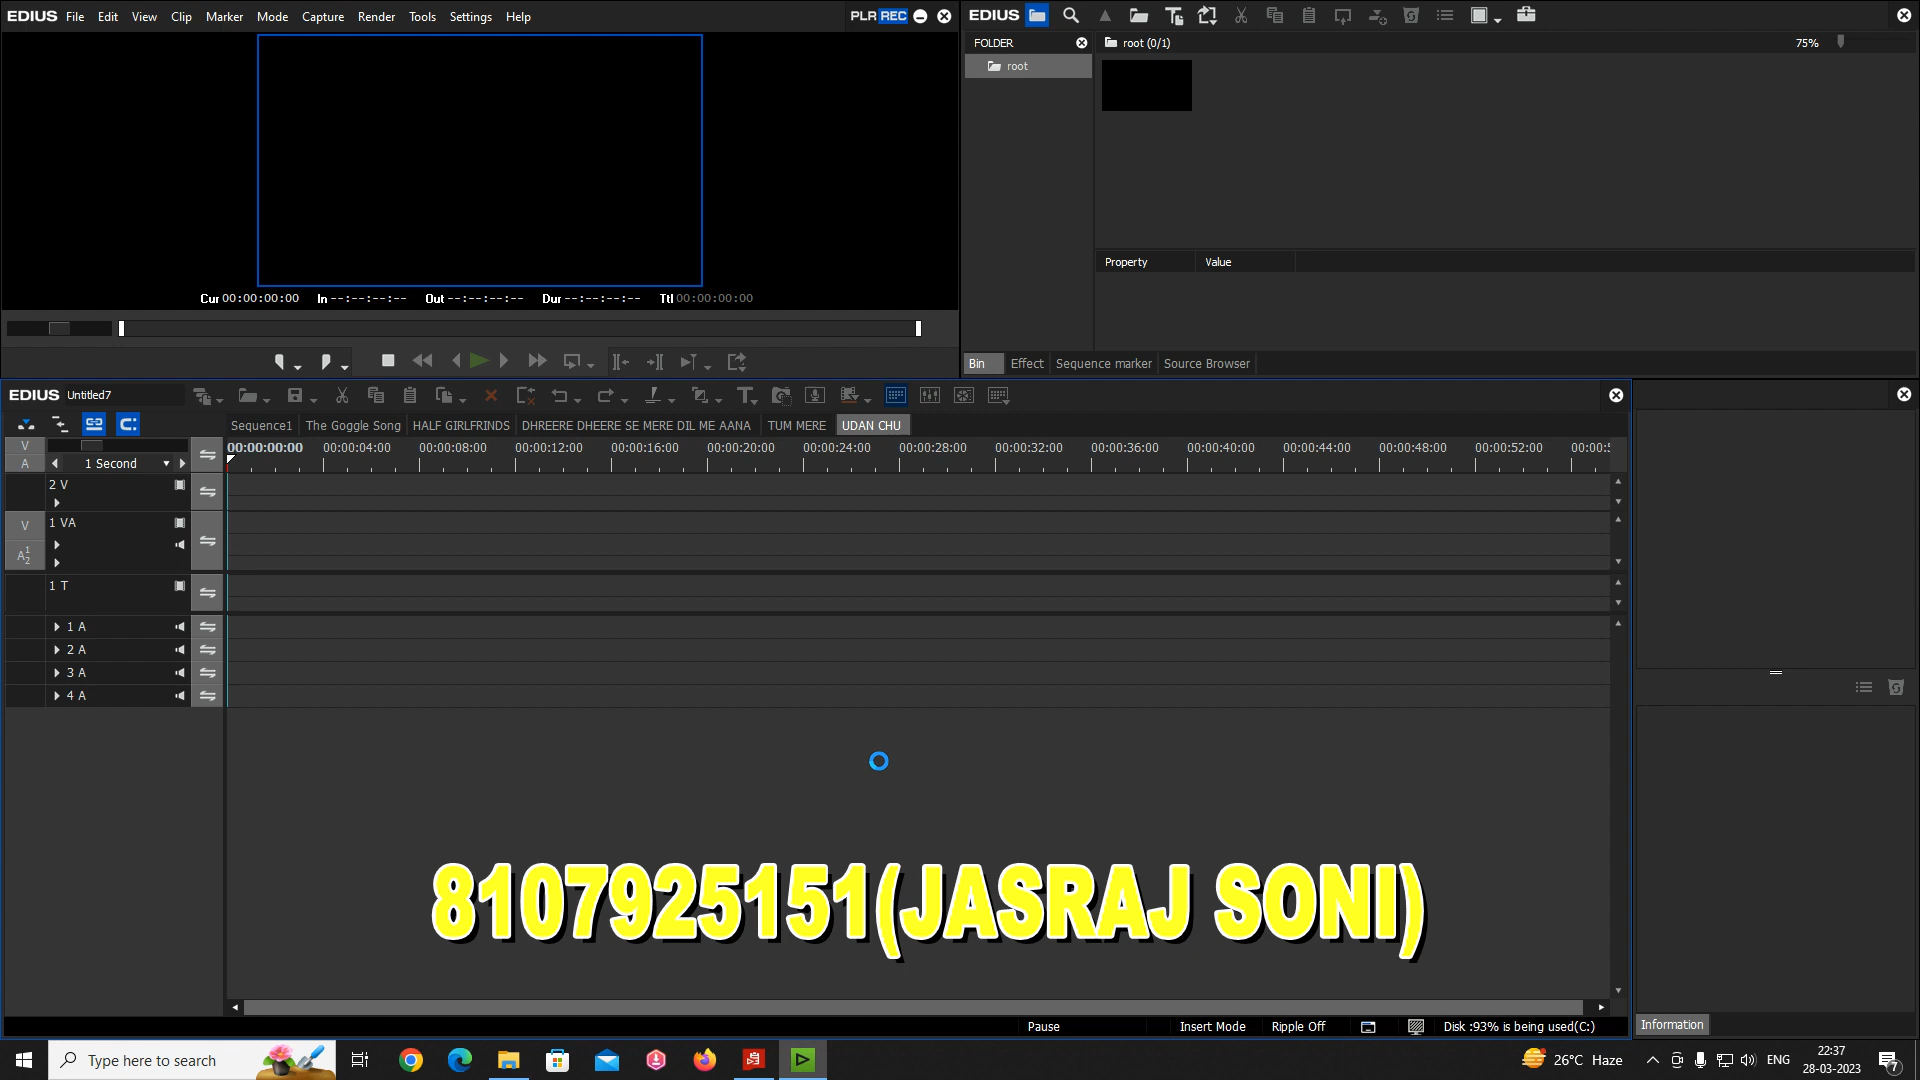 EDIUS File Edit View Clip Marker Mode Capture Render Tools Settings Help PLR REC
EDIUS
FOLDER root (0/1) 75%
root
Property Value
Cur 00:00:00:00 In --:--:--:-- Out --:--:--:-- Dur --:--:--:-- Ttl 00:00:00:00
Bin Effect Sequence marker Source Browser
EDIUS Untitled7
Sequence1 The Goggle Song HALF GIRLFRINDS DHREERE DHEERE SE MERE DIL ME AANA TUM MERE UDAN CHU
V
A 1 Second
00:00:00:00 00:00:04:00 00:00:08:00 00:00:12:00 00:00:16:00 00:00:20:00 00:00:24:00 00:00:28:00 00:00:32:00 00:00:36:00 00:00:40:00 00:00:44:00 00:00:48:00 00:00:52:00
2 V
V 1 VA
A 1 2
1 T
1 A
2 A
3 A
4 A
8107925151(JASRAJ SONI)
Pause Insert Mode Ripple Off Disk :93% is being used(C:)
Information
Type here to search 26°C Haze ENG 22:37
28-03-2023 7